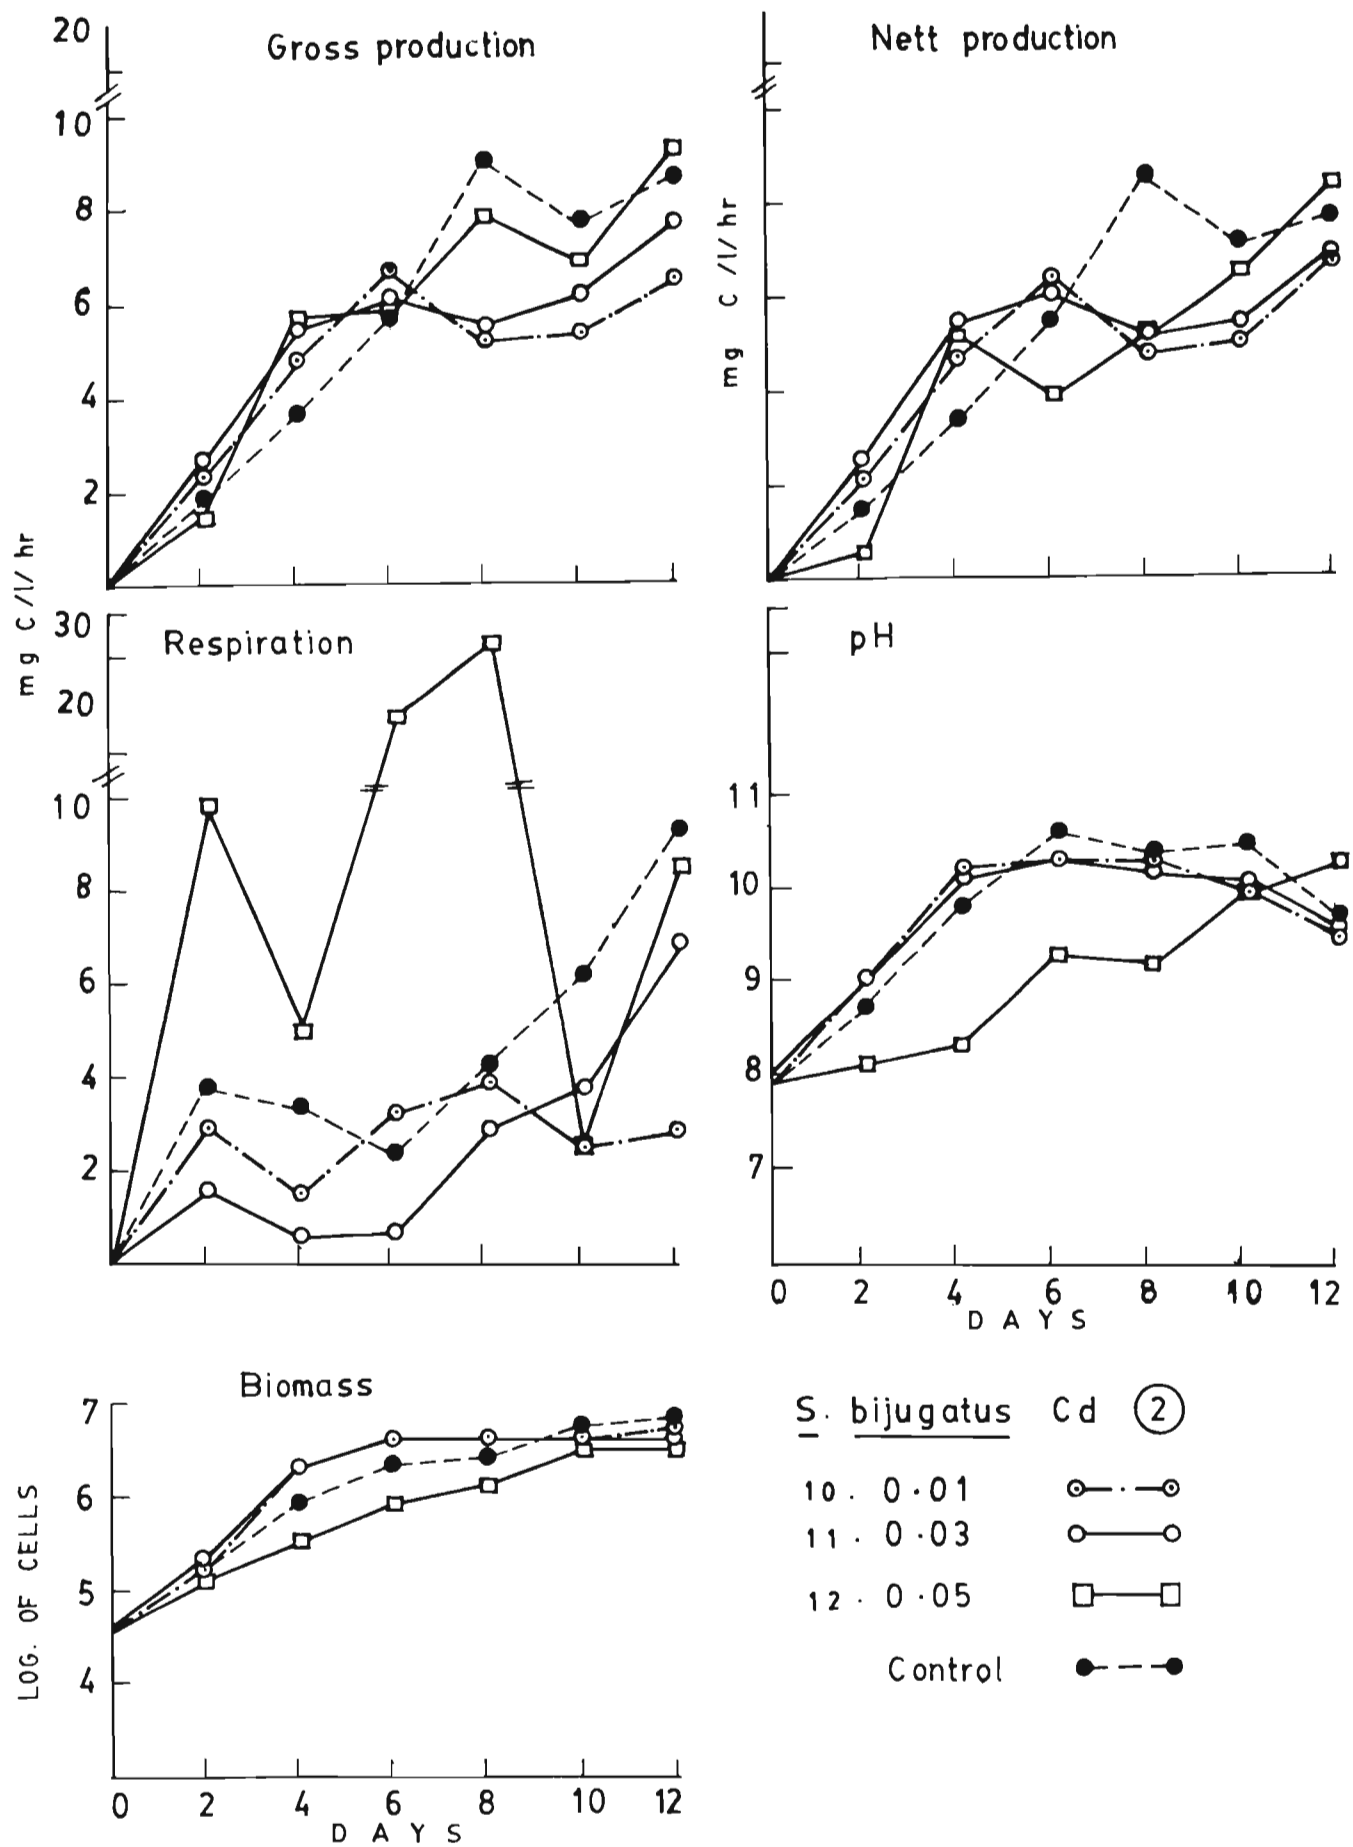 Gross production
20
10
8
6
4
2
Nett production
mg C/l/hr
mg C/l/hr
Respiration
30
20
10
8
6
4
2
pH
11
10
9
8
7
0 2 4 6 8 10 12
DAYS
Biomass
7
6
5
4
LOG. OF CELLS
0 2 4 6 8 10 12
DAYS
S. bijugatus Cd 2
10. 0.01
11. 0.03
12. 0.05
Control